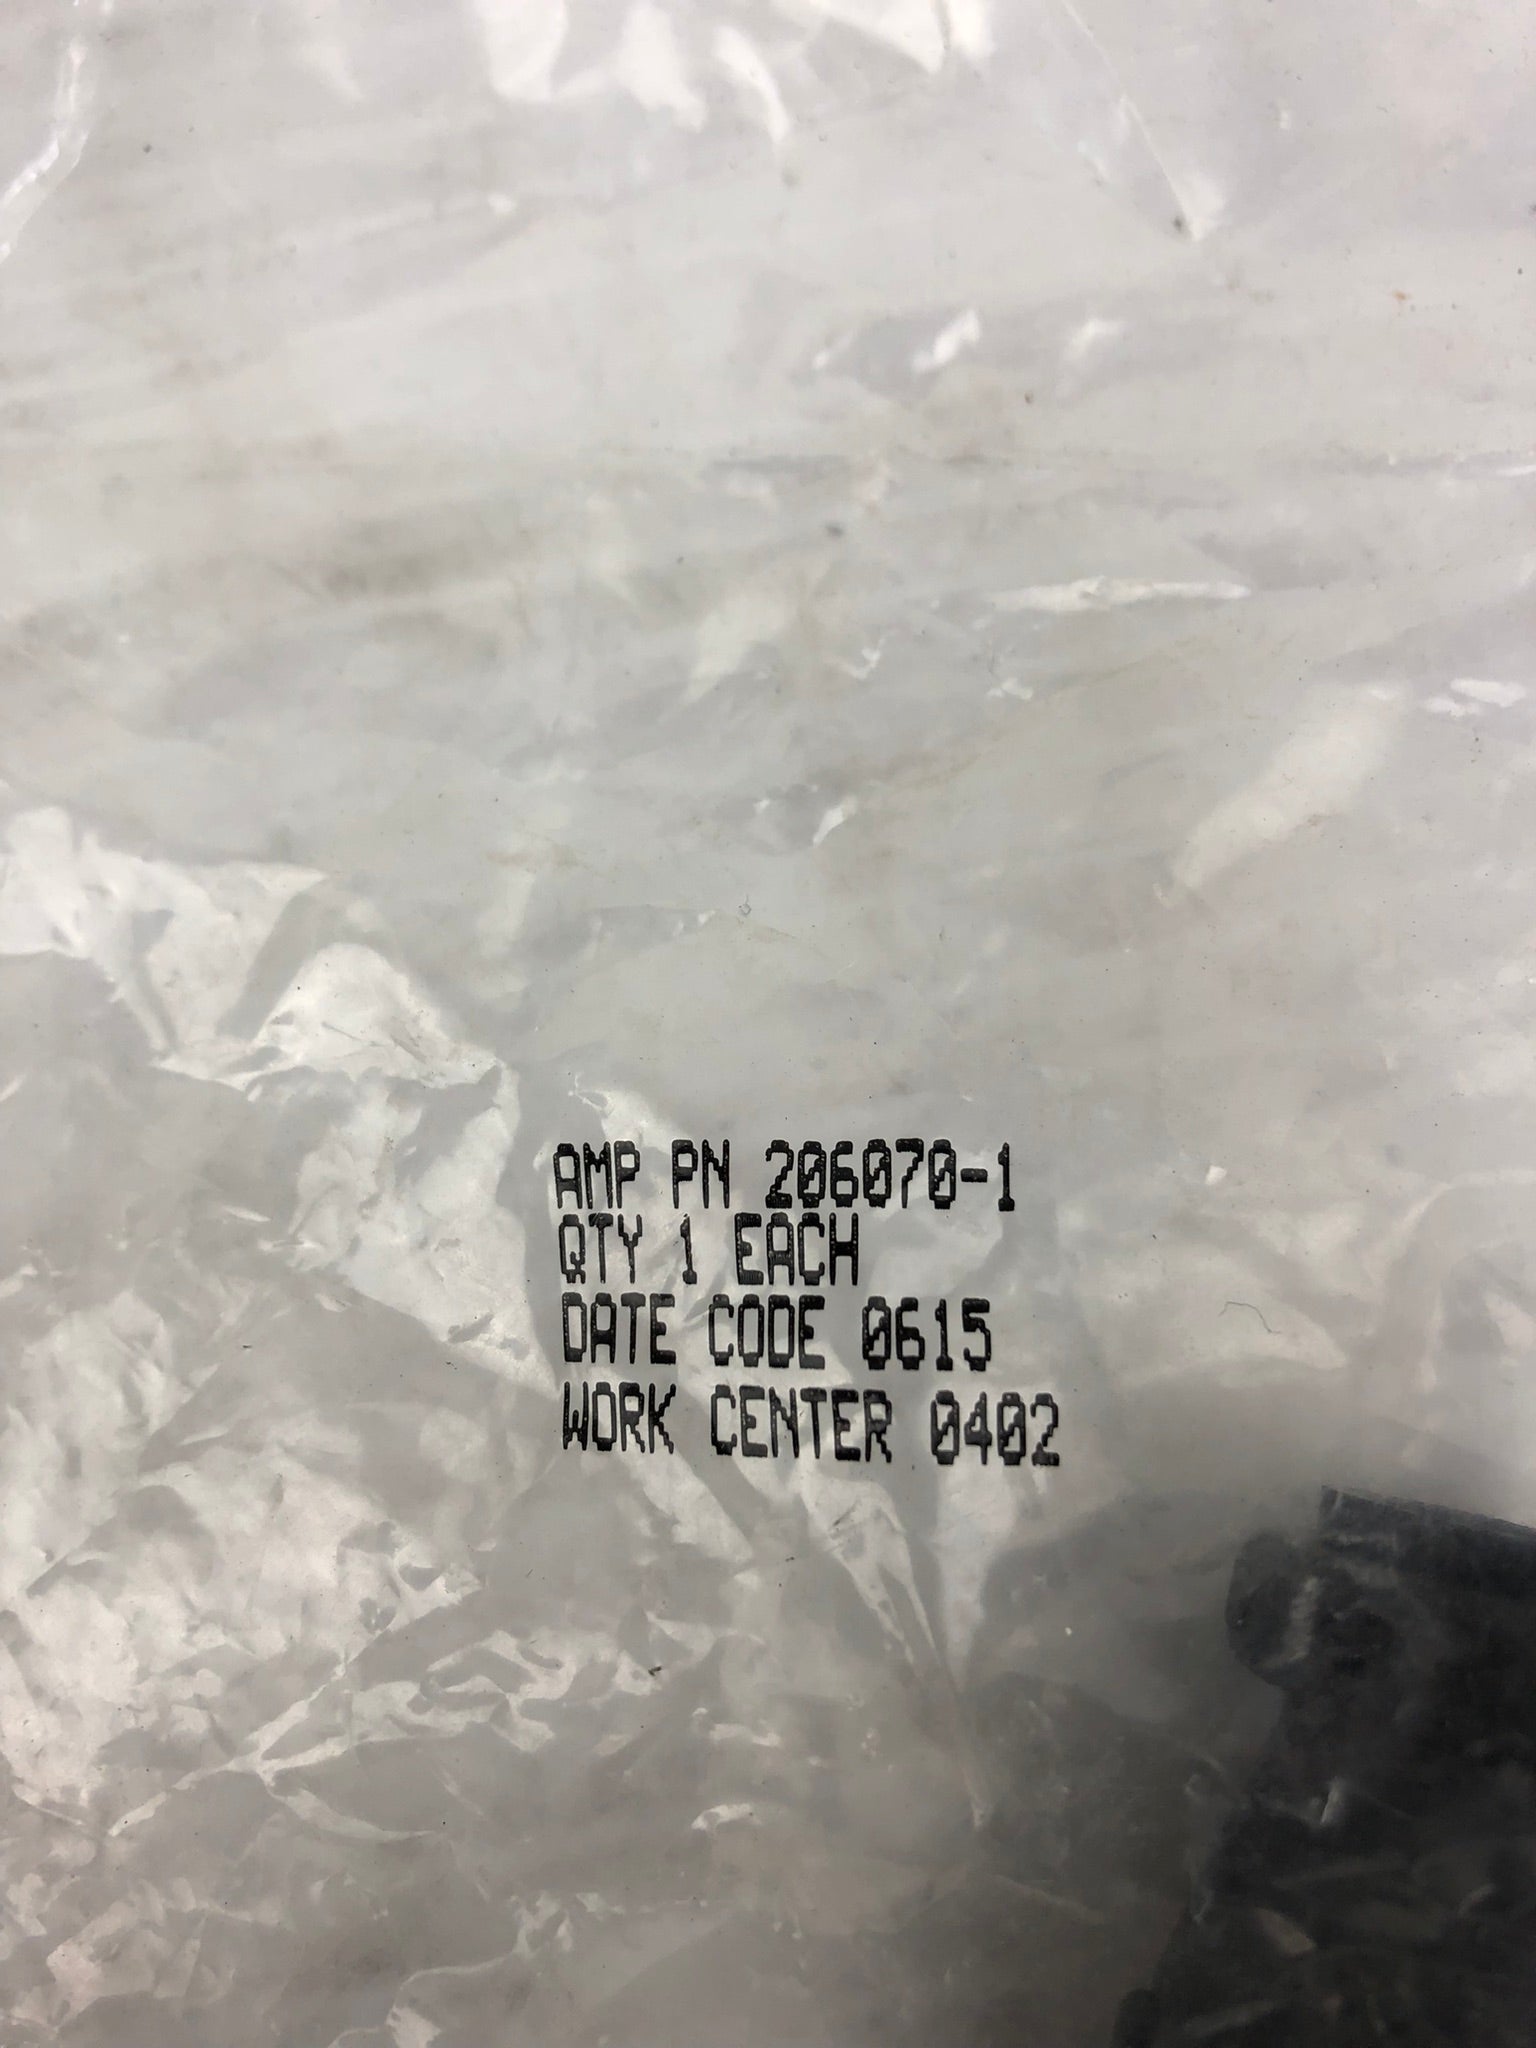 AMP PN 206070-1
QTY 1 EACH
DATE CODE 0615
WORK CENTER 0402